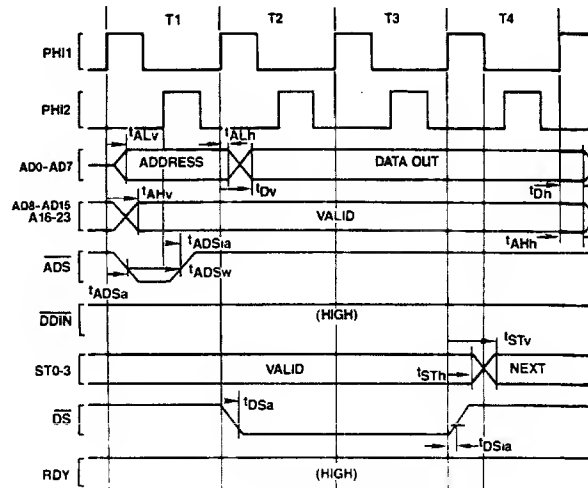 T1 T2 T3 T4
PHI1
PHI2
tALv tALh
AD0-AD7 ADDRESS DATA OUT
tDv tDh
AD8-AD15
A16-23
tAHv VALID tAHh
tADSia
ADS tADSw
tADSa
DDIN (HIGH)
tSTv
ST0-3 VALID tSTh NEXT
DS tDSa tDSia
RDY (HIGH)